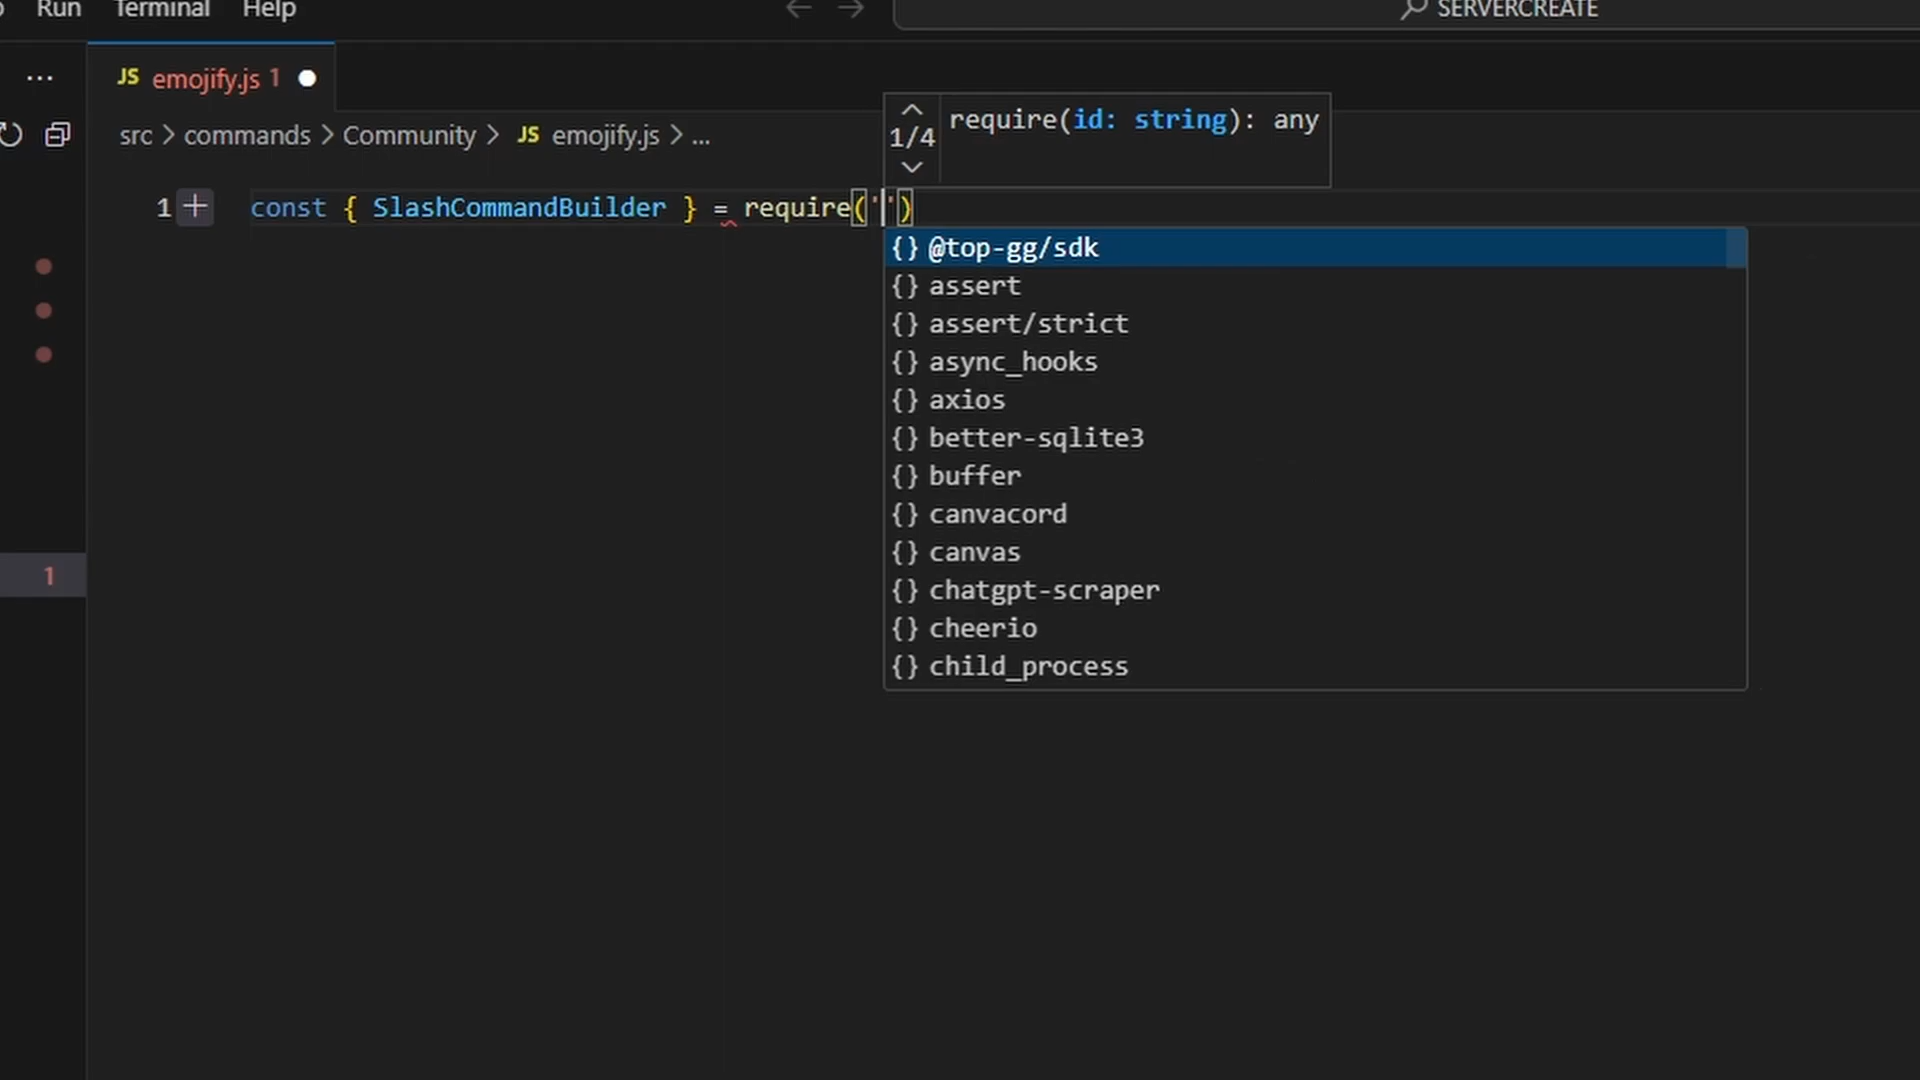 Run Terminal Help
SERVERCREATE
JS emojify.js 1
src > commands > Community > JS emojify.js > ...
1/4 require(id: string): any
1 const { SlashCommandBuilder } = require('')
{} @top-gg/sdk
{} assert
{} assert/strict
{} async_hooks
{} axios
{} better-sqlite3
{} buffer
{} canvacord
{} canvas
{} chatgpt-scraper
{} cheerio
{} child_process
1